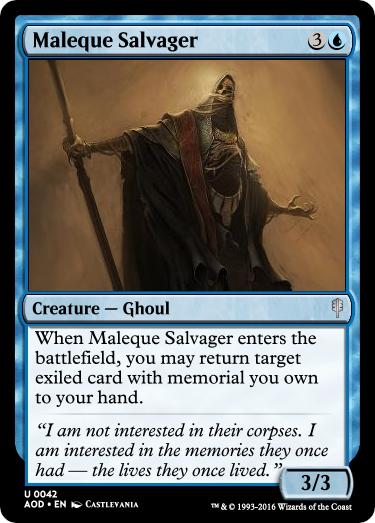 Maleque Salvager 3
Creature — Ghoul
When Maleque Salvager enters the
battlefield, you may return target
exiled card with memorial you own
to your hand.
“I am not interested in their corpses. I
am interested in the memories they once
had — the lives they once lived.”
3/3
U 0042
AOD • EN Castlevania
™ & © 1993-2016 Wizards of the Coast